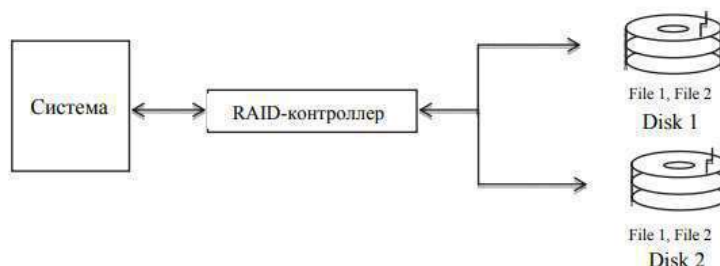 Система
RAID-контроллер
File 1, File 2
Disk 1
File 1, File 2
Disk 2